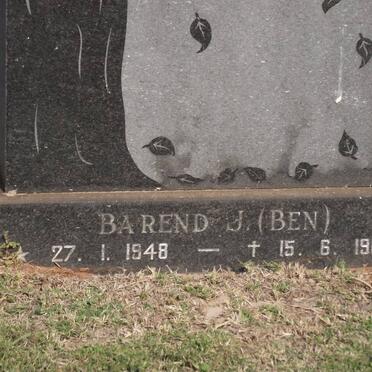 BAREND J. (BEN)
* 27. 1. 1948 — † 15. 6.